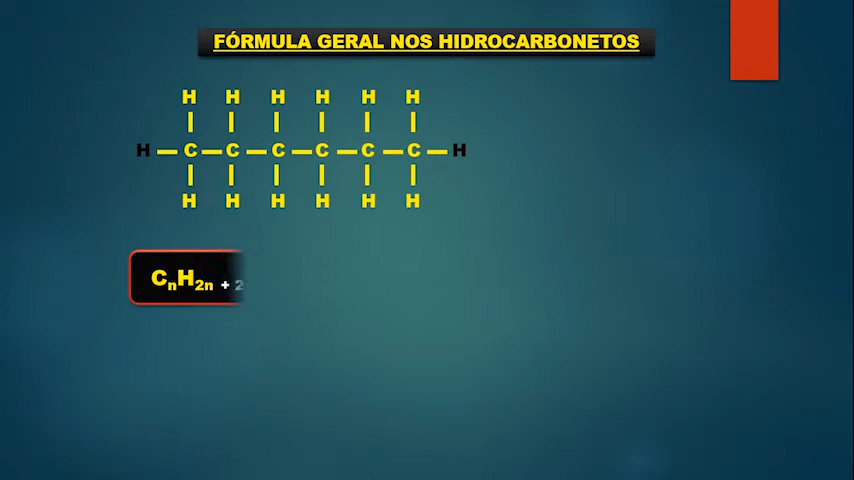 FÓRMULA GERAL NOS HIDROCARBONETOS
H H H H H H
H C C C C C C H
H H H H H H
CnH2n + 2